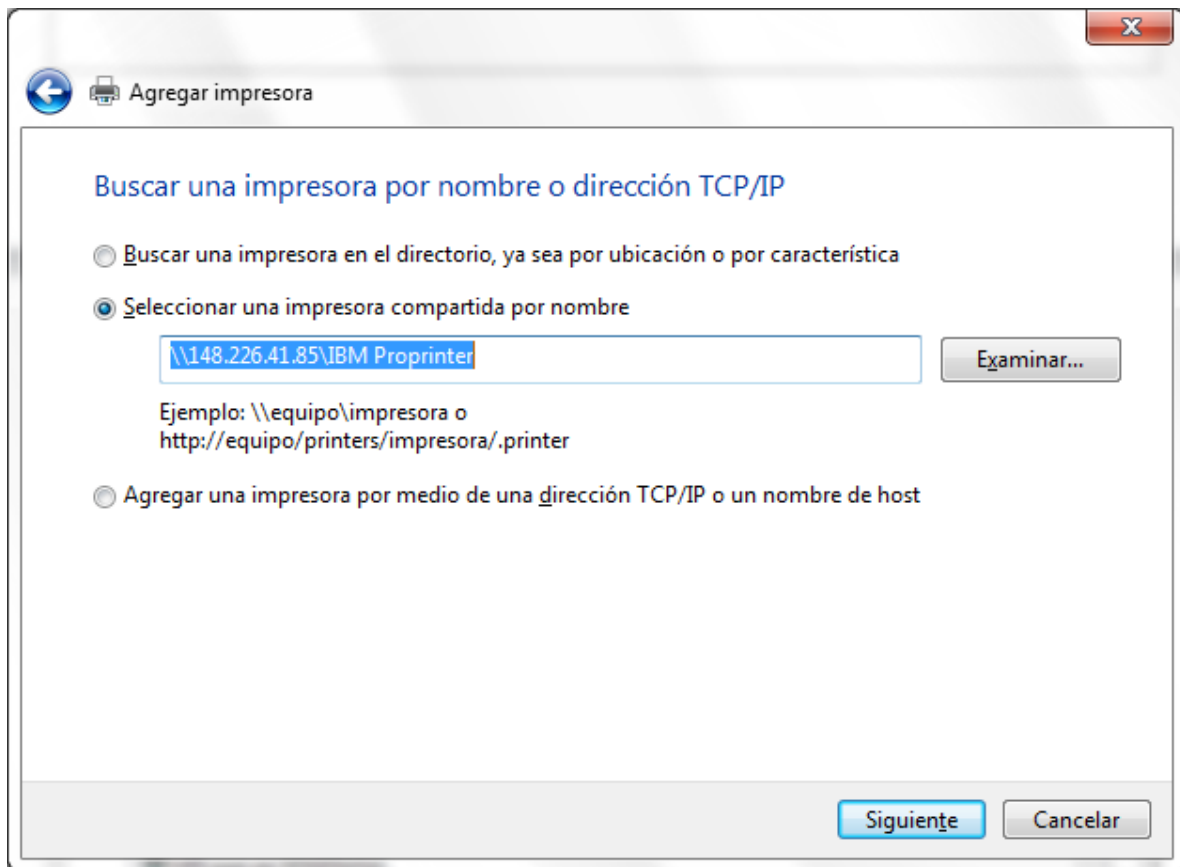 Agregar impresora
Buscar una impresora por nombre o dirección TCP/IP
Buscar una impresora en el directorio, ya sea por ubicación o por característica
Seleccionar una impresora compartida por nombre
\\148.226.41.85\IBM Proprinter
Examinar...
Ejemplo: \\equipo\impresora o
http://equipo/printers/impresora/.printer
Agregar una impresora por medio de una dirección TCP/IP o un nombre de host
Siguiente
Cancelar